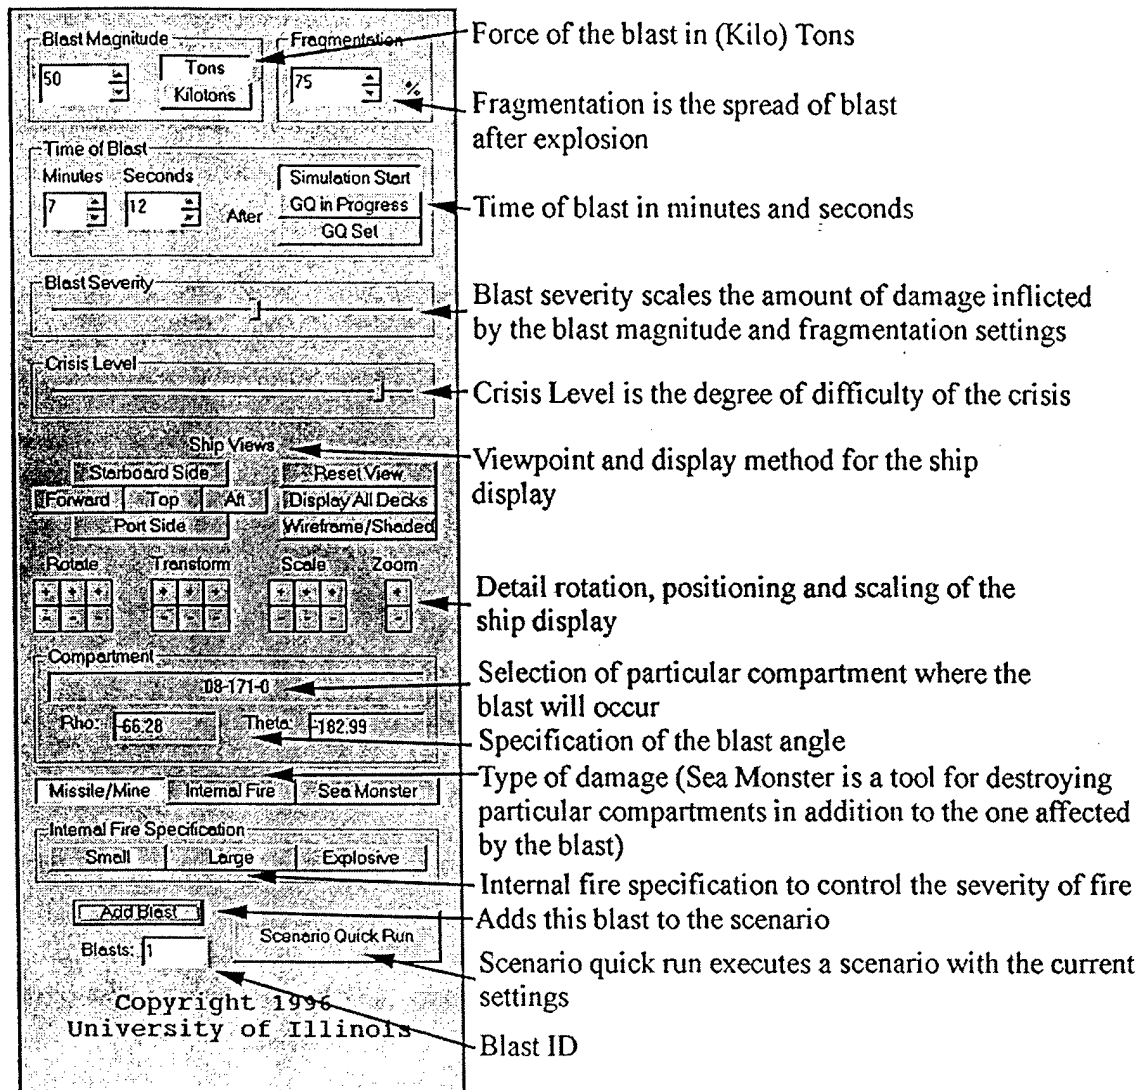 Blast Magnitude
50
Tons
Kilotons
Fragmentation
75
%
Force of the blast in (Kilo) Tons
Fragmentation is the spread of blast
after explosion
Time of Blast
Minutes Seconds
7
12
After
Simulation Start
GQ in Progress
GQ Set
Time of blast in minutes and seconds
Blast Severity
Blast severity scales the amount of damage inflicted
by the blast magnitude and fragmentation settings
Crisis Level
Crisis Level is the degree of difficulty of the crisis
Ship Views
Starboard Side
Reset View
Forward Top Aft
Display All Decks
Port Side
Wireframe/Shaded
Viewpoint and display method for the ship
display
Rotate Transform Scale Zoom
+ + + + + + + + + +
- - - - - - - - - -
Detail rotation, positioning and scaling of the
ship display
Compartment
08-171-0
Selection of particular compartment where the
blast will occur
Rho: -66.28 Theta: -182.99
Specification of the blast angle
Missile/Mine Internal Fire Sea Monster
Type of damage (Sea Monster is a tool for destroying
particular compartments in addition to the one affected
by the blast)
Internal Fire Specification
Small Large Explosive
Internal fire specification to control the severity of fire
Add Blast
Adds this blast to the scenario
Blasts: 1
Scenario Quick Run
Scenario quick run executes a scenario with the current
settings
Copyright 1996
University of Illinois
Blast ID